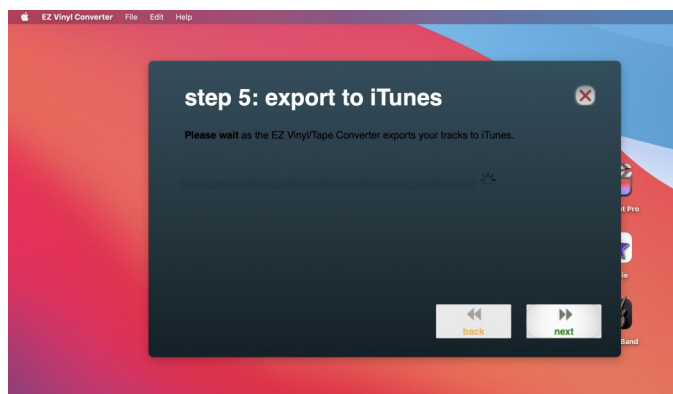 EZ Vinyl Converter File Edit Help
step 5: export to iTunes
Please wait as the EZ Vinyl/Tape Converter exports your tracks to iTunes.
t Pro
ie
back
next
Band